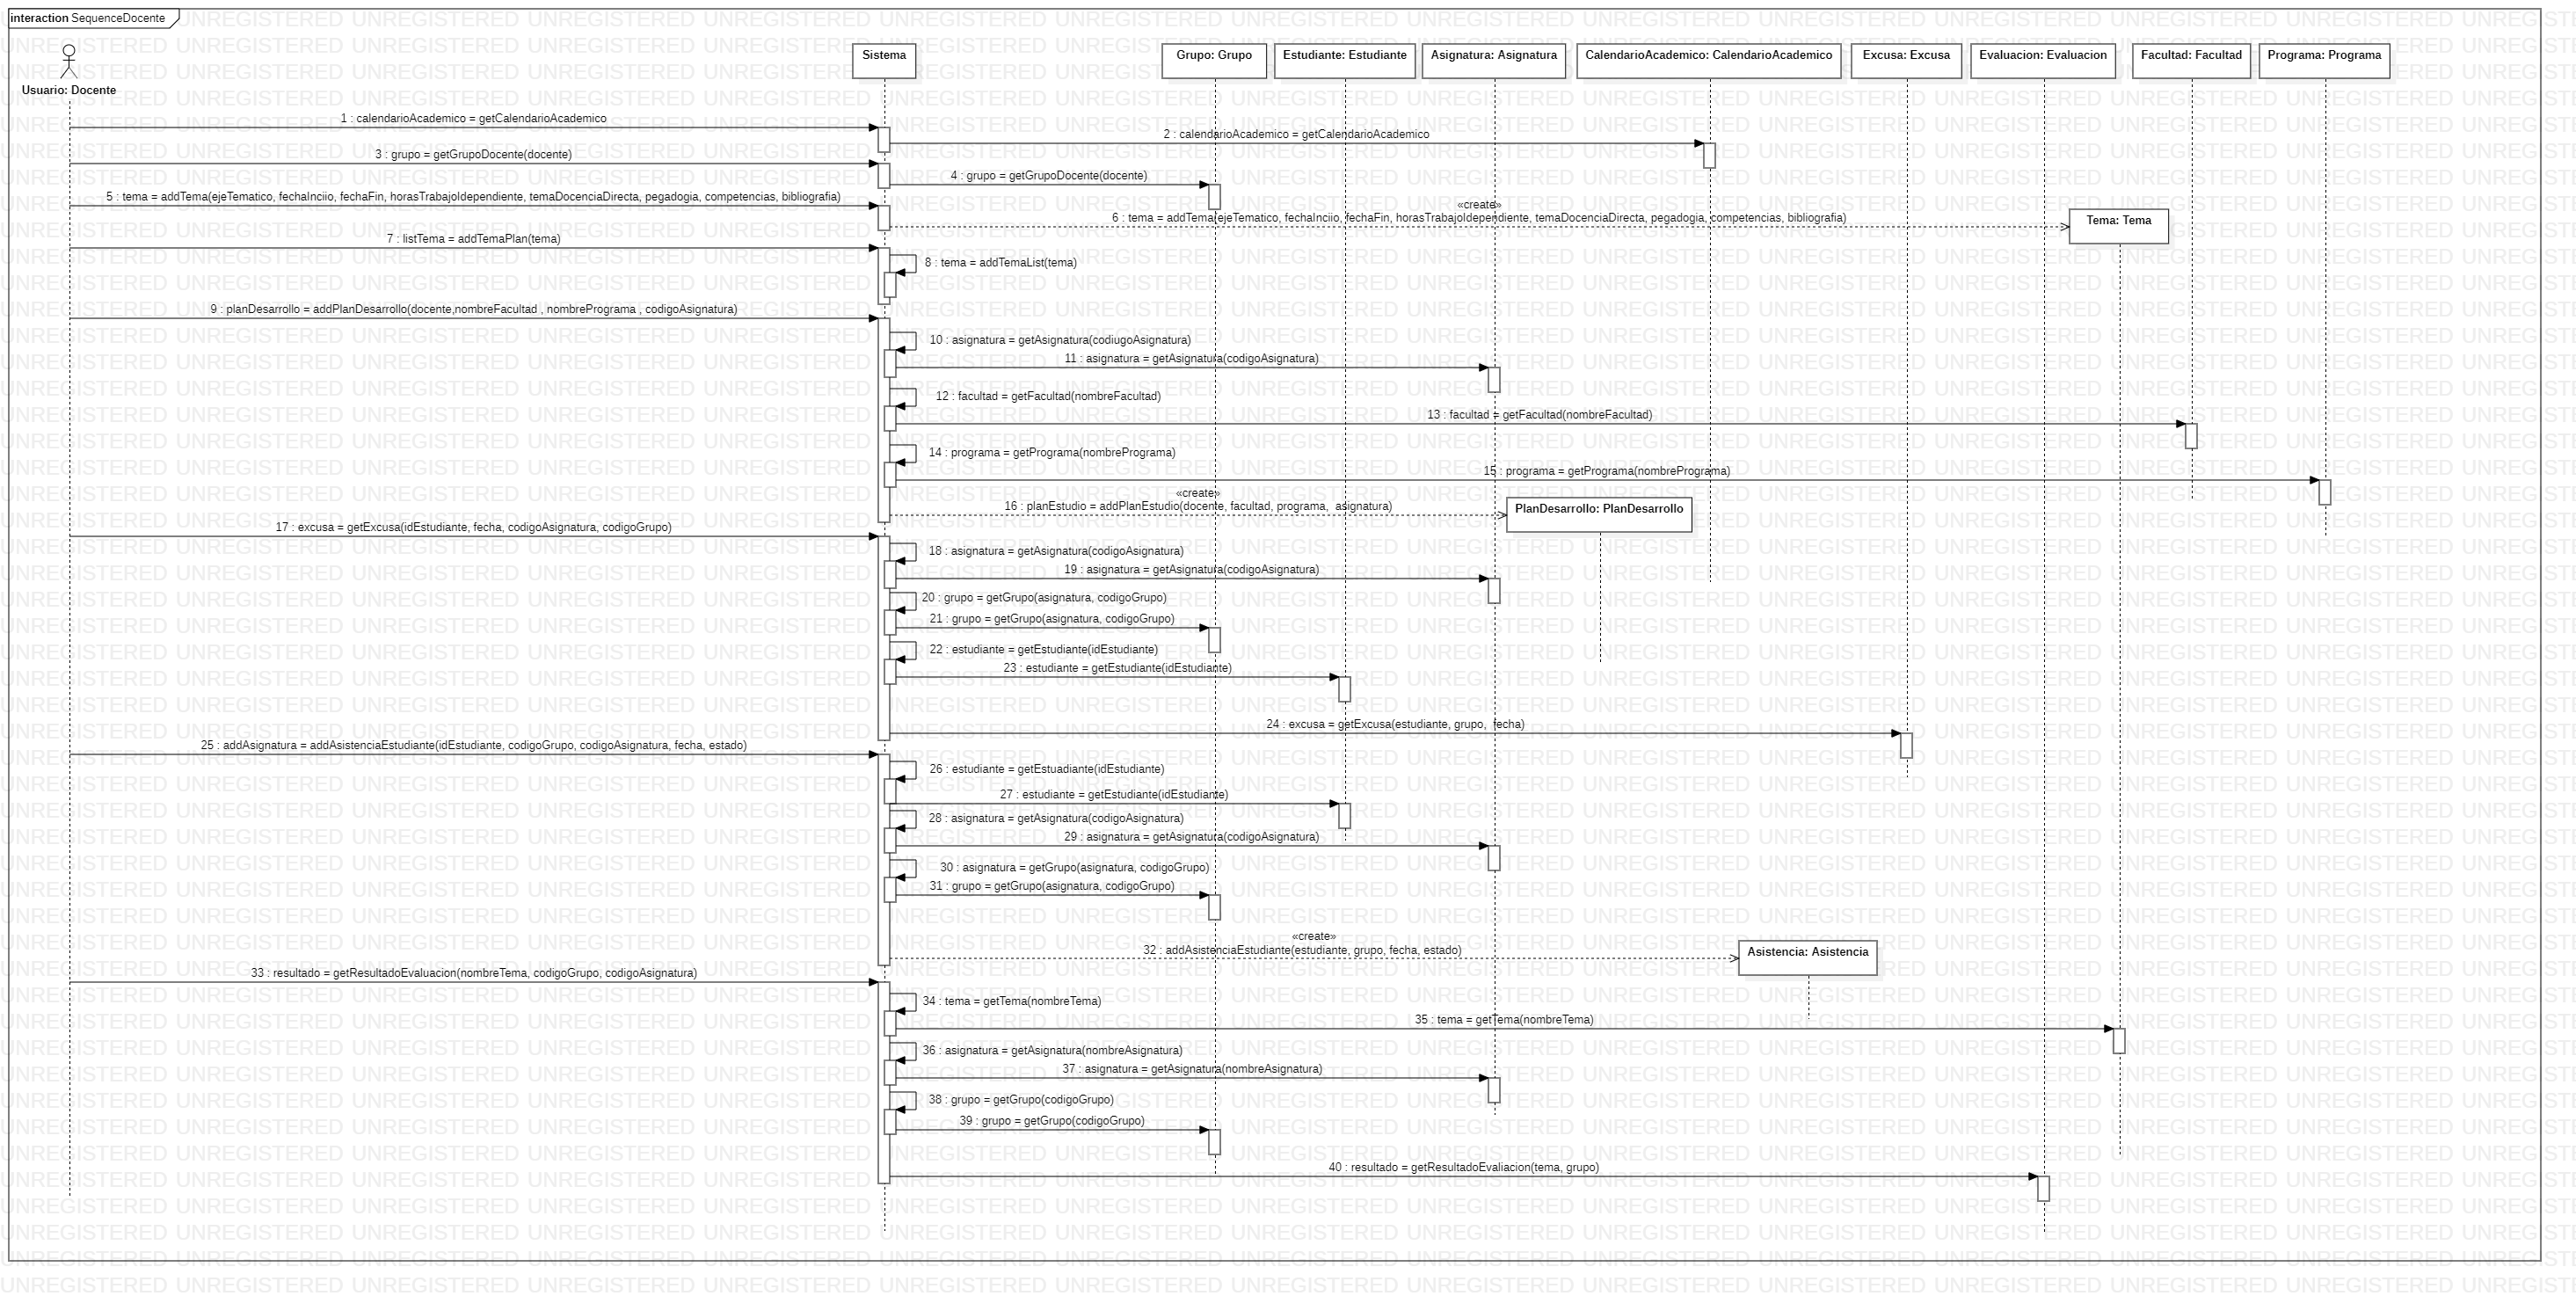 interaction SequenceDocente
Usuario: Docente
Sistema
Grupo: Grupo
Estudiante: Estudiante
Asignatura: Asignatura
CalendarioAcademico: CalendarioAcademico
Excusa: Excusa
Evaluacion: Evaluacion
Facultad: Facultad
Programa: Programa
1 : calendarioAcademico = getCalendarioAcademico
2 : calendarioAcademico = getCalendarioAcademico
3 : grupo = getGrupoDocente(docente)
4 : grupo = getGrupoDocente(docente)
5 : tema = addTema(ejeTematico, fechaInciio, fechaFin, horasTrabajoIdependiente, temaDocenciaDirecta, pegadogia, competencias, bibliografia)
«create»
6 : tema = addTema(ejeTematico, fechaInciio, fechaFin, horasTrabajoIdependiente, temaDocenciaDirecta, pegadogia, competencias, bibliografia)
Tema: Tema
7 : listTema = addTemaPlan(tema)
8 : tema = addTemaList(tema)
9 : planDesarrollo = addPlanDesarrollo(docente,nombreFacultad , nombrePrograma , codigoAsignatura)
10 : asignatura = getAsignatura(codiugoAsignatura)
11 : asignatura = getAsignatura(codigoAsignatura)
12 : facultad = getFacultad(nombreFacultad)
13 : facultad = getFacultad(nombreFacultad)
14 : programa = getPrograma(nombrePrograma)
15 : programa = getPrograma(nombrePrograma)
«create»
16 : planEstudio = addPlanEstudio(docente, facultad, programa,  asignatura)
PlanDesarrollo: PlanDesarrollo
17 : excusa = getExcusa(idEstudiante, fecha, codigoAsignatura, codigoGrupo)
18 : asignatura = getAsignatura(codigoAsignatura)
19 : asignatura = getAsignatura(codigoAsignatura)
20 : grupo = getGrupo(asignatura, codigoGrupo)
21 : grupo = getGrupo(asignatura, codigoGrupo)
22 : estudiante = getEstudiante(idEstudiante)
23 : estudiante = getEstudiante(idEstudiante)
24 : excusa = getExcusa(estudiante, grupo,  fecha)
25 : addAsignatura = addAsistenciaEstudiante(idEstudiante, codigoGrupo, codigoAsignatura, fecha, estado)
26 : estudiante = getEstuadiante(idEstudiante)
27 : estudiante = getEstudiante(idEstudiante)
28 : asignatura = getAsignatura(codigoAsignatura)
29 : asignatura = getAsignatura(codigoAsignatura)
30 : asignatura = getGrupo(asignatura, codigoGrupo)
31 : grupo = getGrupo(asignatura, codigoGrupo)
«create»
32 : addAsistenciaEstudiante(estudiante, grupo, fecha, estado)
Asistencia: Asistencia
33 : resultado = getResultadoEvaluacion(nombreTema, codigoGrupo, codigoAsignatura)
34 : tema = getTema(nombreTema)
35 : tema = getTema(nombreTema)
36 : asignatura = getAsignatura(nombreAsignatura)
37 : asignatura = getAsignatura(nombreAsignatura)
38 : grupo = getGrupo(codigoGrupo)
39 : grupo = getGrupo(codigoGrupo)
40 : resultado = getResultadoEvaliacion(tema, grupo)
UNREGISTERED